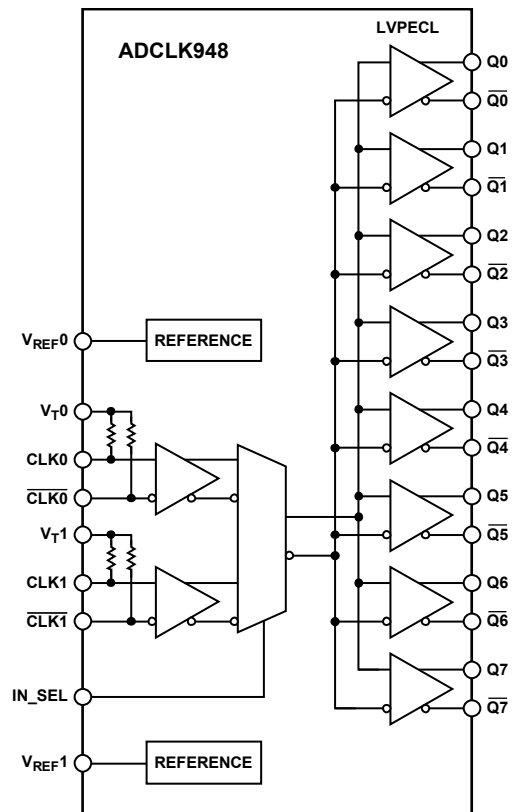 ADCLK948
LVPECL
Q0
Q0
Q1
Q1
Q2
Q2
Q3
Q3
Q4
Q4
Q5
Q5
Q6
Q6
Q7
Q7
VREF0
REFERENCE
VT0
CLK0
CLK0
VT1
CLK1
CLK1
IN_SEL
VREF1
REFERENCE